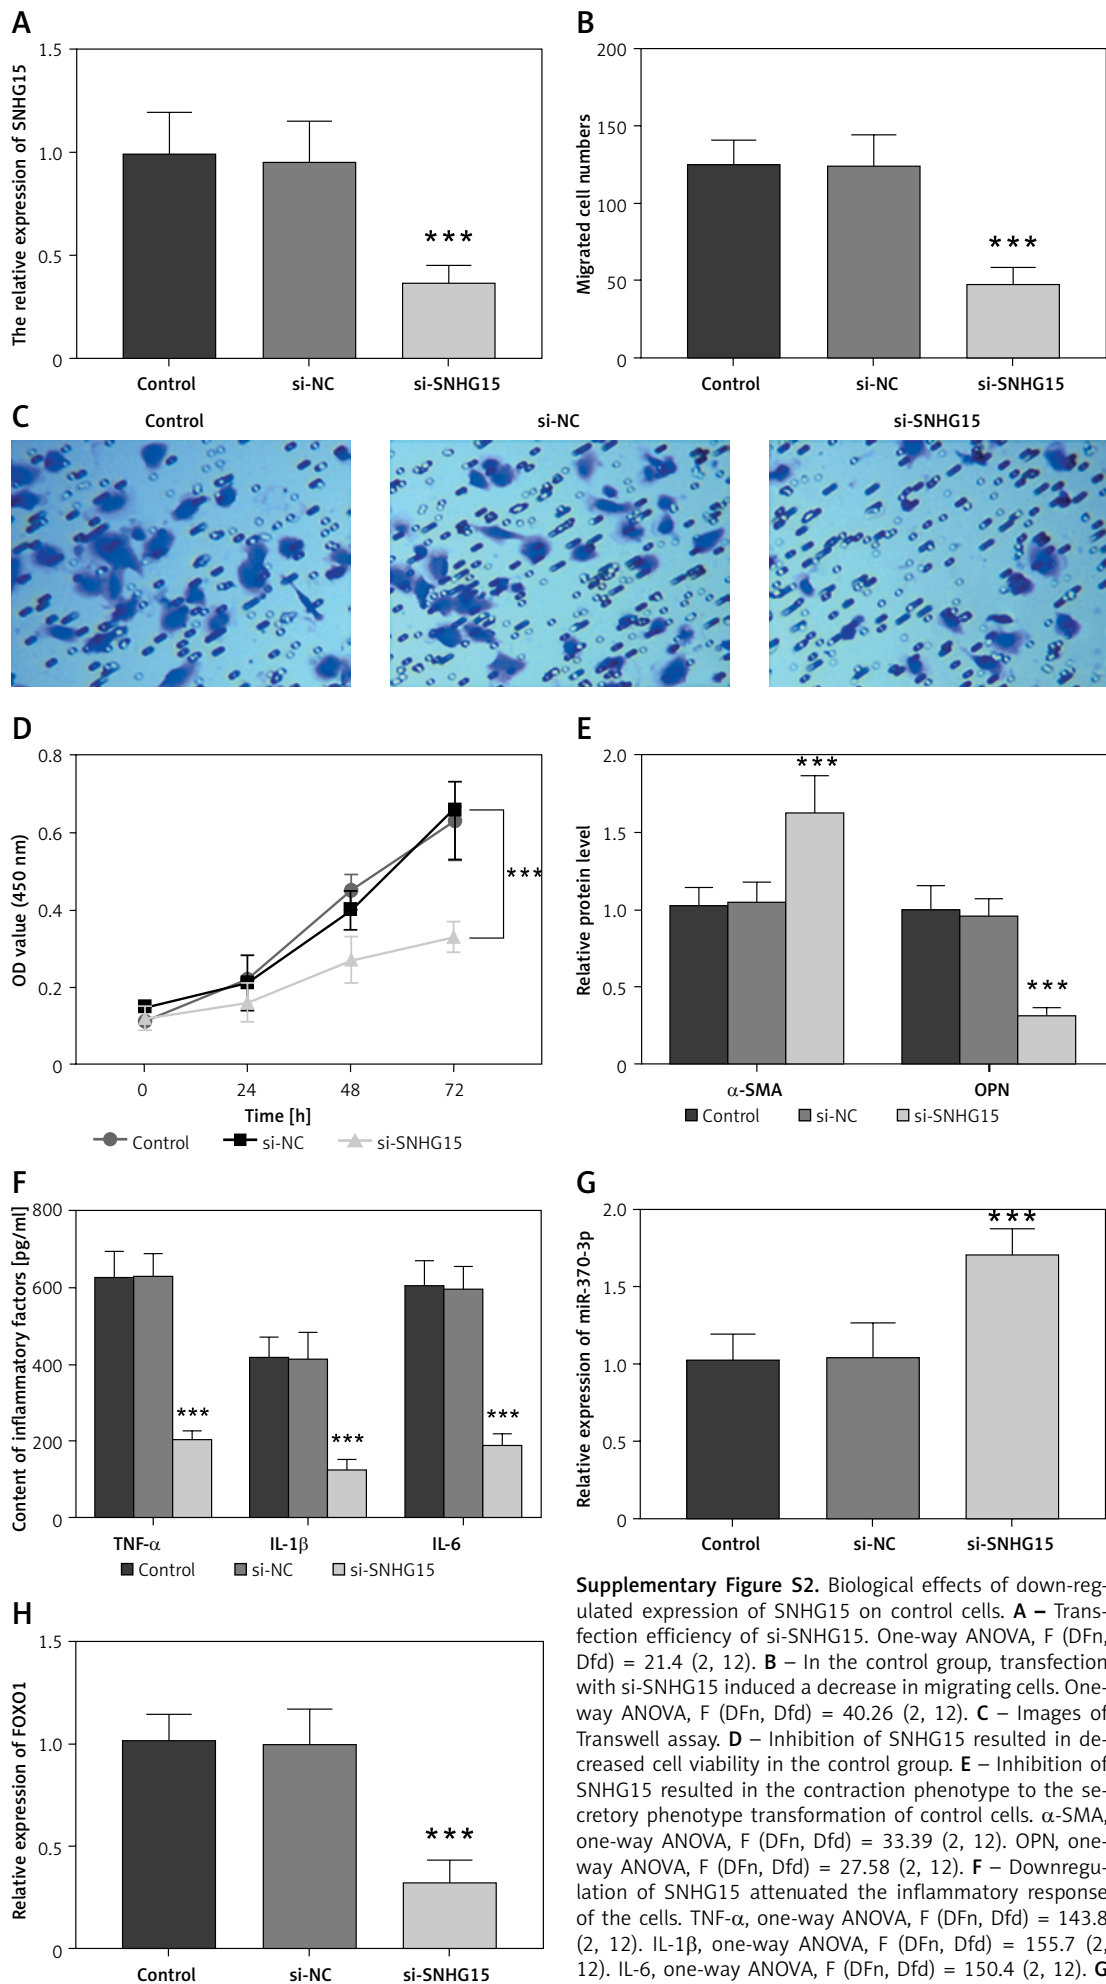 A
The relative expression of SNHG15
1.5
1.0
0.5
0
***
Control si-NC si-SNHG15
B
Migrated cell numbers
200
150
100
50
0
***
Control si-NC si-SNHG15
C
Control si-NC si-SNHG15
D
OD value (450 nm)
0.8
0.6
0.4
0.2
0
***
0 24 48 72
Time [h]
Control si-NC si-SNHG15
E
Relative protein level
2.0
1.5
1.0
0.5
0
***
***
α-SMA OPN
Control si-NC si-SNHG15
F
Content of inflammatory factors [pg/ml]
800
600
400
200
0
***
***
***
TNF-α IL-1β IL-6
Control si-NC si-SNHG15
G
Relative expression of miR-370-3p
2.0
1.5
1.0
0.5
0
***
Control si-NC si-SNHG15
H
Relative expression of FOXO1
1.5
1.0
0.5
0
***
Control si-NC si-SNHG15
Supplementary Figure S2. Biological effects of down-reg-
ulated expression of SNHG15 on control cells. A – Trans-
fection efficiency of si-SNHG15. One-way ANOVA, F (DFn,
Dfd) = 21.4 (2, 12). B – In the control group, transfection
with si-SNHG15 induced a decrease in migrating cells. One-
way ANOVA, F (DFn, Dfd) = 40.26 (2, 12). C – Images of
Transwell assay. D – Inhibition of SNHG15 resulted in de-
creased cell viability in the control group. E – Inhibition of
SNHG15 resulted in the contraction phenotype to the se-
cretory phenotype transformation of control cells. α-SMA,
one-way ANOVA, F (DFn, Dfd) = 33.39 (2, 12). OPN, one-
way ANOVA, F (DFn, Dfd) = 27.58 (2, 12). F – Downregu-
lation of SNHG15 attenuated the inflammatory response
of the cells. TNF-α, one-way ANOVA, F (DFn, Dfd) = 143.8
(2, 12). IL-1β, one-way ANOVA, F (DFn, Dfd) = 155.7 (2,
12). IL-6, one-way ANOVA, F (DFn, Dfd) = 150.4 (2, 12). G